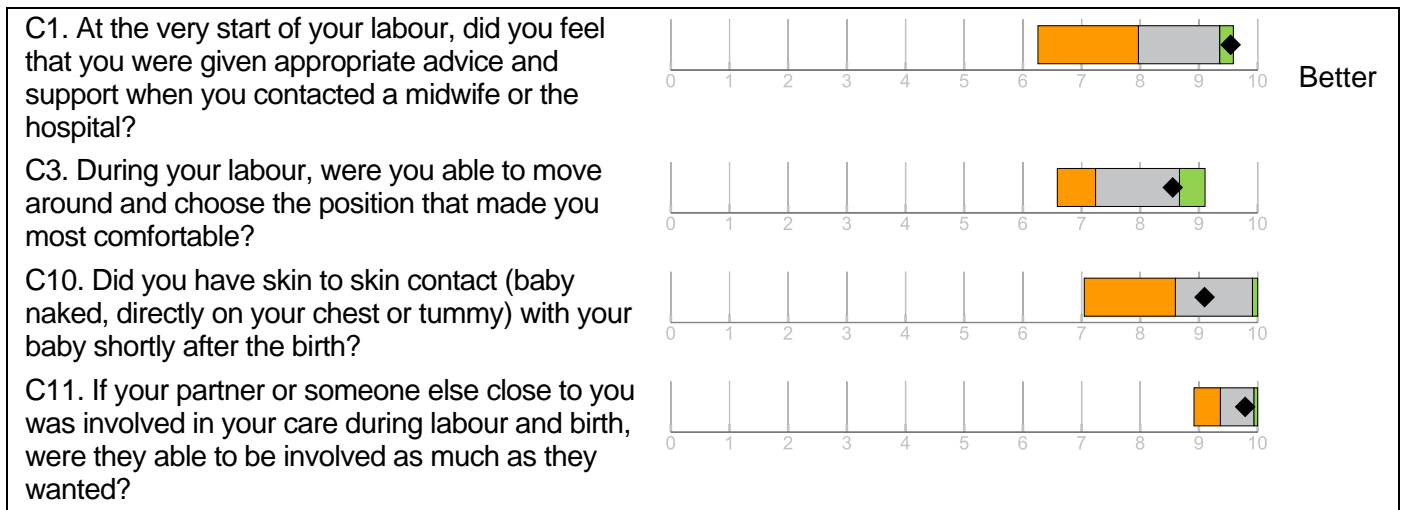 C1. At the very start of your labour, did you feel
that you were given appropriate advice and
support when you contacted a midwife or the
hospital?
0 1 2 3 4 5 6 7 8 9 10
Better
C3. During your labour, were you able to move
around and choose the position that made you
most comfortable?
0 1 2 3 4 5 6 7 8 9 10
C10. Did you have skin to skin contact (baby
naked, directly on your chest or tummy) with your
baby shortly after the birth?
0 1 2 3 4 5 6 7 8 9 10
C11. If your partner or someone else close to you
was involved in your care during labour and birth,
were they able to be involved as much as they
wanted?
0 1 2 3 4 5 6 7 8 9 10